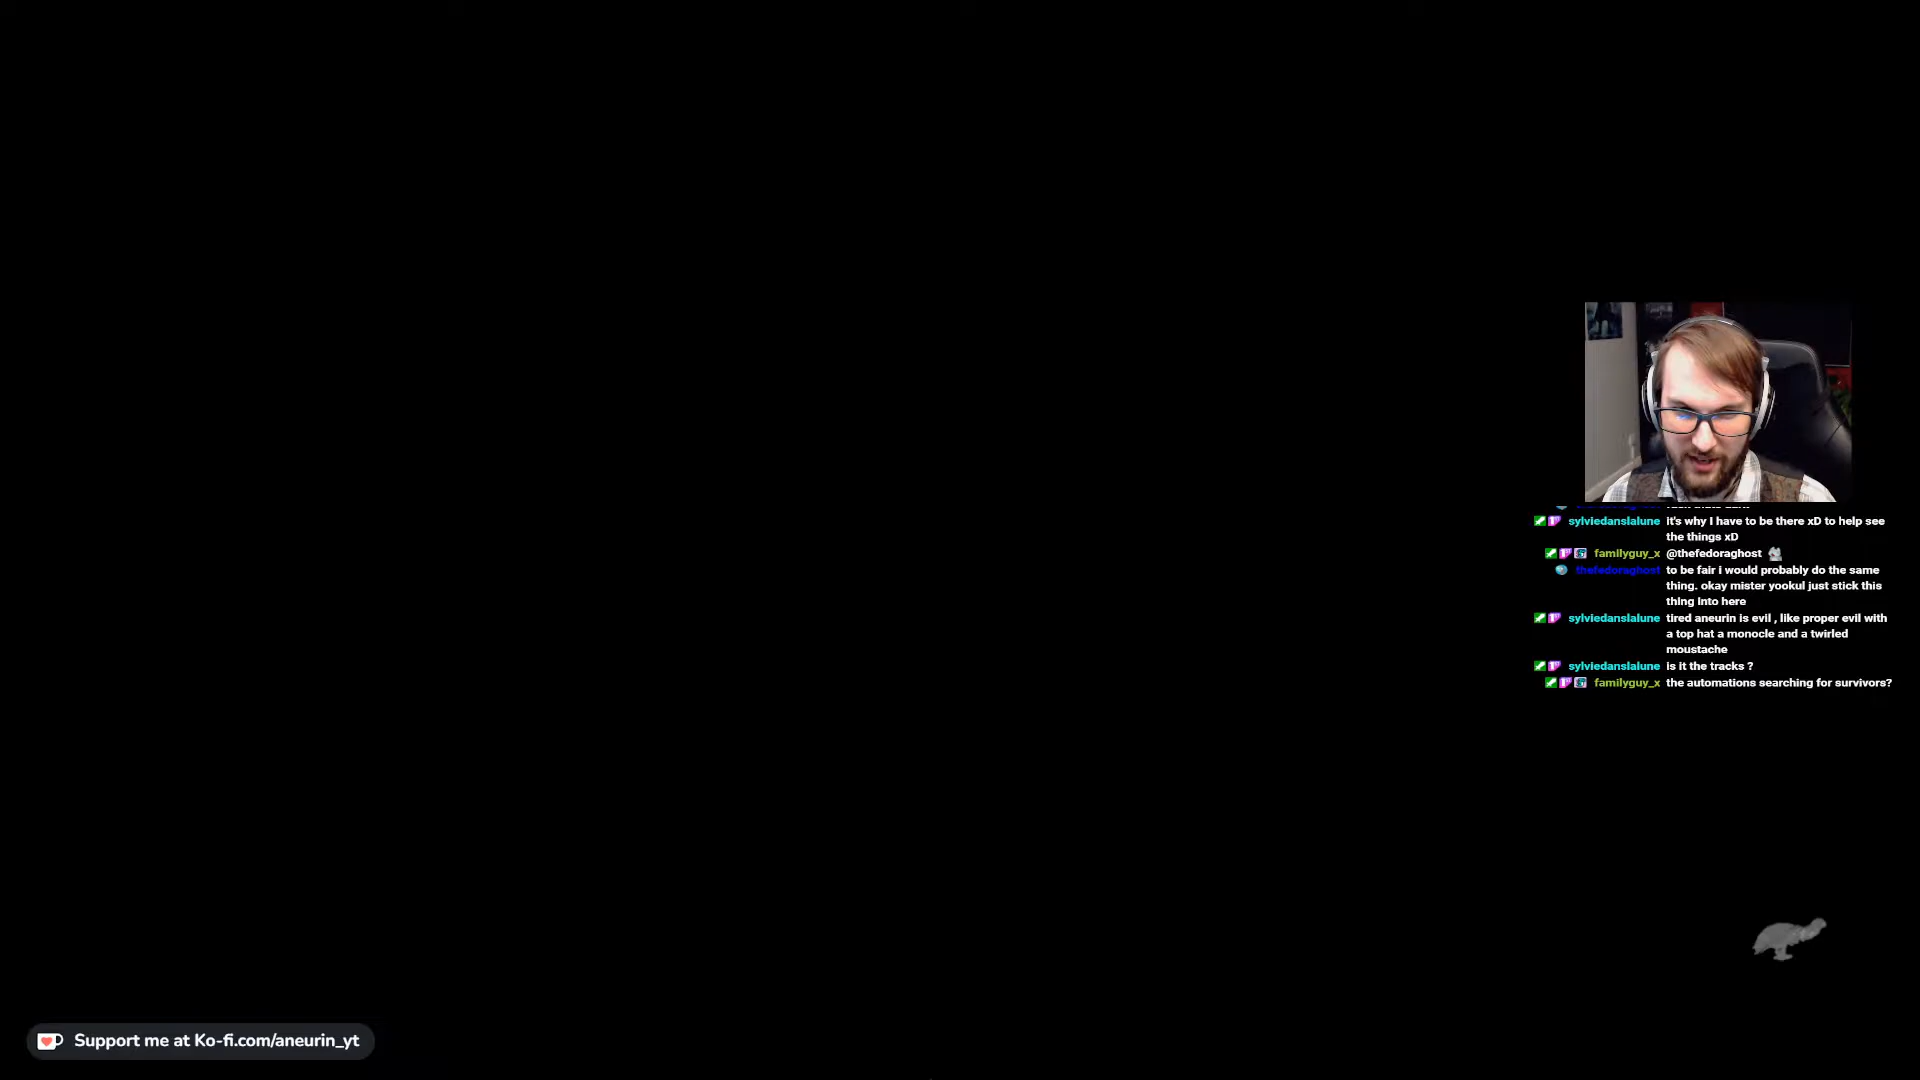 sylviedanslalune it's why I have to be there xD to help see
the things xD
familyguy_x @thefedoraghost
thefedoraghost to be fair i would probably do the same
thing. okay mister yookul just stick this
thing into here
sylviedanslalune tired aneurin is evil , like proper evil with
a top hat a monocle and a twirled
moustache
sylviedanslalune is it the tracks ?
familyguy_x the automations searching for survivors?
Support me at Ko-fi.com/aneurin_yt